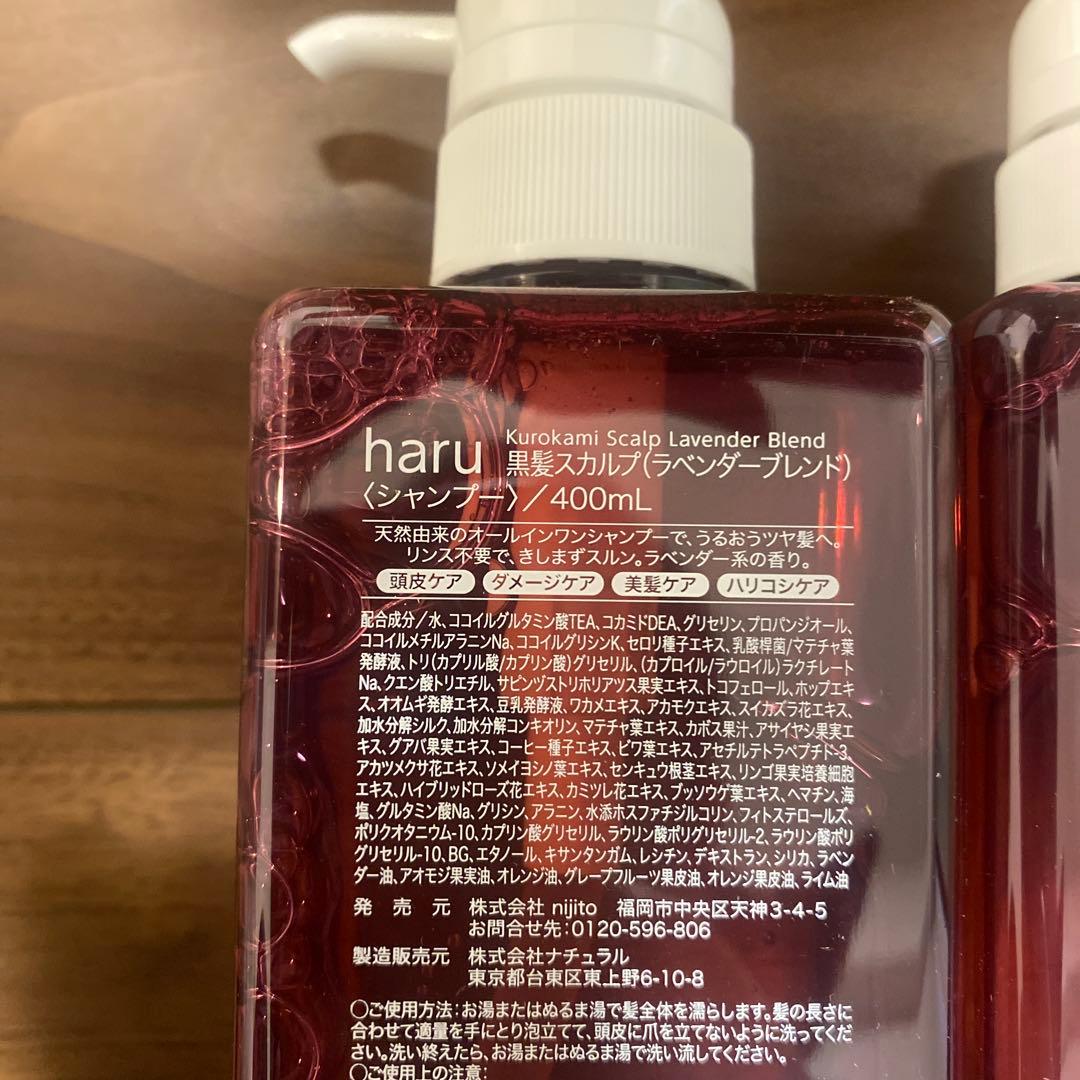 haru Kurokami Scalp Lavender Blend
黒髪スカルプ(ラベンダーブレンド)
〈シャンプー〉/400mL
天然由来のオールインワンシャンプーで、うるおうツヤ髪へ。
リンス不要で、きしまずスルン。ラベンダー系の香り。
頭皮ケア ダメージケア 美髪ケア ハリコシケア
配合成分/水、ココイルグルタミン酸TEA、コカミドDEA、グリセリン、プロパンジオール、
ココイルメチルアラニンNa、ココイルグリシンK、セロリ種子エキス、乳酸桿菌/マテチャ葉
発酵液、トリ(カプリル酸/カプリン酸)グリセリル、(カプロイル/ラウロイル)ラクチレート
Na、クエン酸トリエチル、サピンヅストリホリアツス果実エキス、トコフェロール、ホップエキ
ス、オオムギ発酵エキス、豆乳発酵液、ワカメエキス、アカモクエキス、スイカズラ花エキス、
加水分解シルク、加水分解コンキオリン、マテチャ葉エキス、カボス果汁、アサイヤシ果実エ
キス、グアバ果実エキス、コーヒー種子エキス、ビワ葉エキス、アセチルテトラペプチド-3、
アカツメクサ花エキス、ソメイヨシノ葉エキス、センキュウ根茎エキス、リンゴ果実培養細胞
エキス、ハイブリッドローズ花エキス、カミツレ花エキス、ブッソウゲ葉エキス、ヘマチン、海
塩、グルタミン酸Na、グリシン、アラニン、水添ホスファチジルコリン、フィトステロールズ、
ポリクオタニウム-10、カプリン酸グリセリル、ラウリン酸ポリグリセリル-2、ラウリン酸ポリ
グリセリル-10、BG、エタノール、キサンタンガム、レシチン、デキストラン、シリカ、ラベン
ダー油、アオモジ果実油、オレンジ油、グレープフルーツ果皮油、オレンジ果皮油、ライム油
発売元 株式会社 nijito 福岡市中央区天神3-4-5
お問合せ先:0120-596-806
製造販売元 株式会社ナチュラル
東京都台東区東上野6-10-8
○ご使用方法:お湯またはぬるま湯で髪全体を濡らします。髪の長さに
合わせて適量を手にとり泡立てて、頭皮に爪を立てないように洗ってくだ
さい。洗い終えたら、お湯またはぬるま湯で洗い流してください。
○ご使用上の注意: